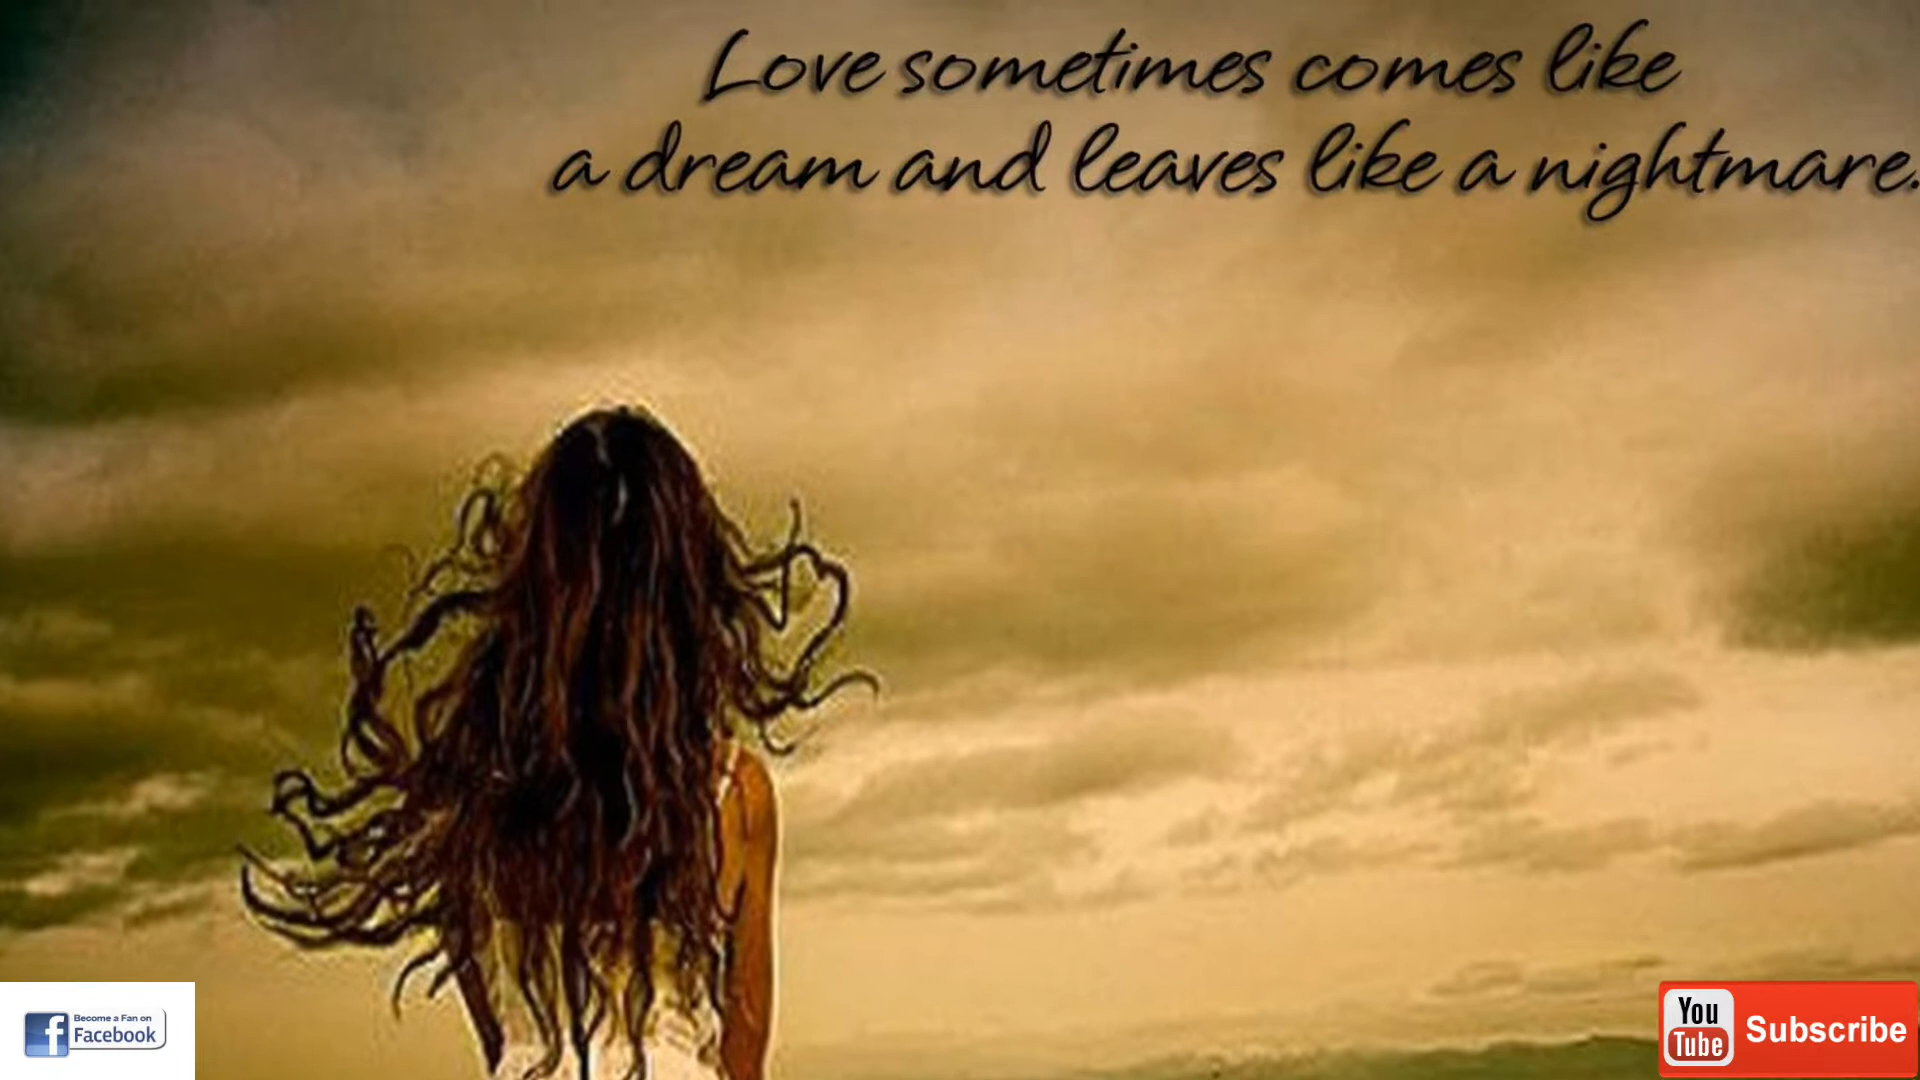 Love sometimes comes like
a dream and leaves like a nightmare.
Become a Fan on
Facebook
You
Tube
Subscribe